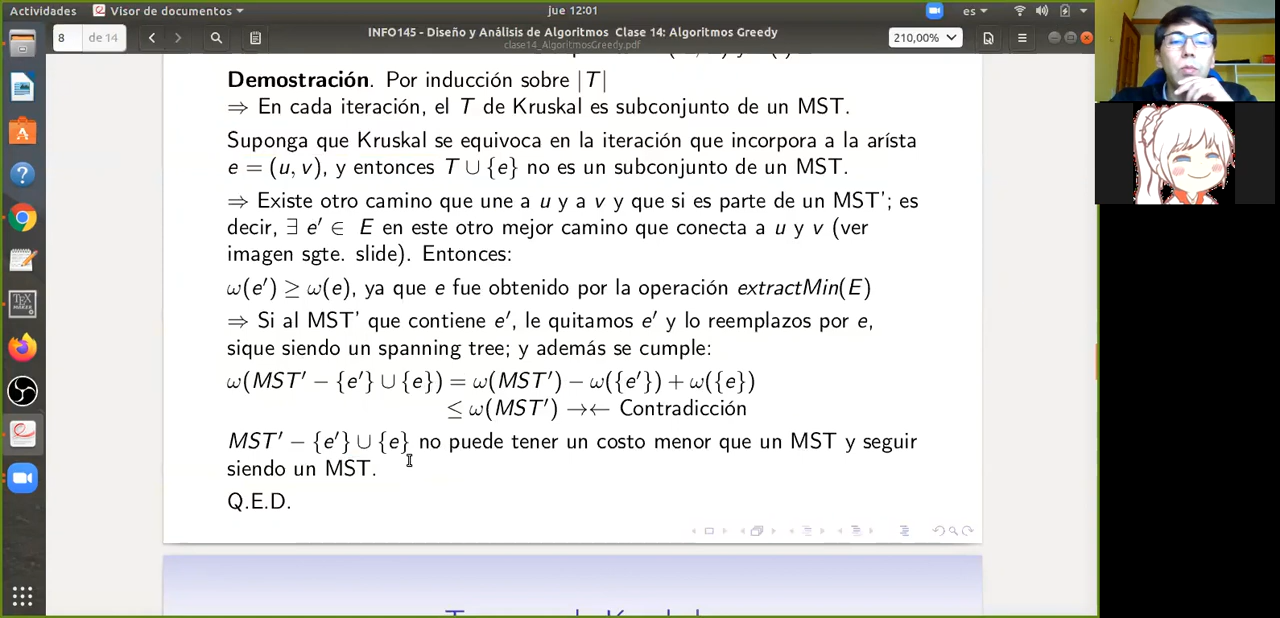 Actividades
Visor de documentos
jue 12:01
es
8
de 14
INFO145 - Diseño y Análisis de Algoritmos Clase 14: Algoritmos Greedy
clase14_AlgoritmosGreedy.pdf
210,00%
Demostración. Por inducción sobre |T|
⇒ En cada iteración, el T de Kruskal es subconjunto de un MST.
Suponga que Kruskal se equivoca en la iteración que incorpora a la arísta
e = (u, v), y entonces T ∪ {e} no es un subconjunto de un MST.
⇒ Existe otro camino que une a u y a v y que si es parte de un MST'; es
decir, ∃ e′ ∈ E en este otro mejor camino que conecta a u y v (ver
imagen sgte. slide). Entonces:
ω(e′) ≥ ω(e), ya que e fue obtenido por la operación extractMin(E)
⇒ Si al MST' que contiene e′, le quitamos e′ y lo reemplazos por e,
sique siendo un spanning tree; y además se cumple:
ω(MST′ − {e′} ∪ {e}) = ω(MST′) − ω({e′}) + ω({e})
≤ ω(MST′) →← Contradicción
MST′ − {e′} ∪ {e} no puede tener un costo menor que un MST y seguir
siendo un MST.
Q.E.D.